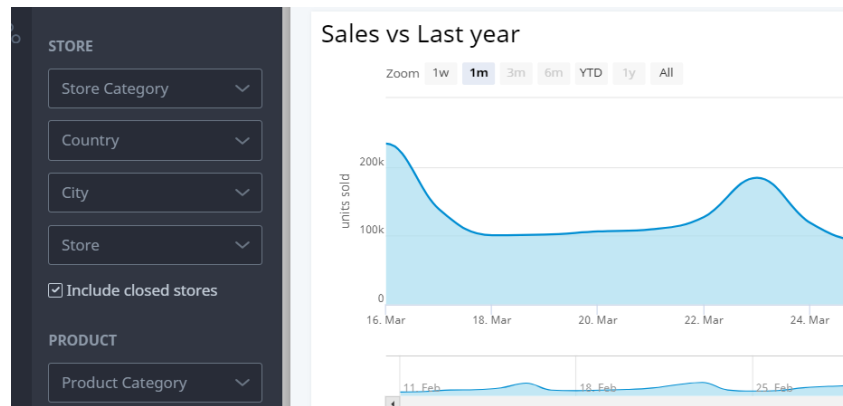 STORE
Store Category
Country
City
Store
Include closed stores
PRODUCT
Product Category
Sales vs Last year
Zoom 1w 1m 3m 6m YTD 1y All
units sold
200k
100k
0
16. Mar 18. Mar 20. Mar 22. Mar 24. Mar
11. Feb 18. Feb 25. Feb